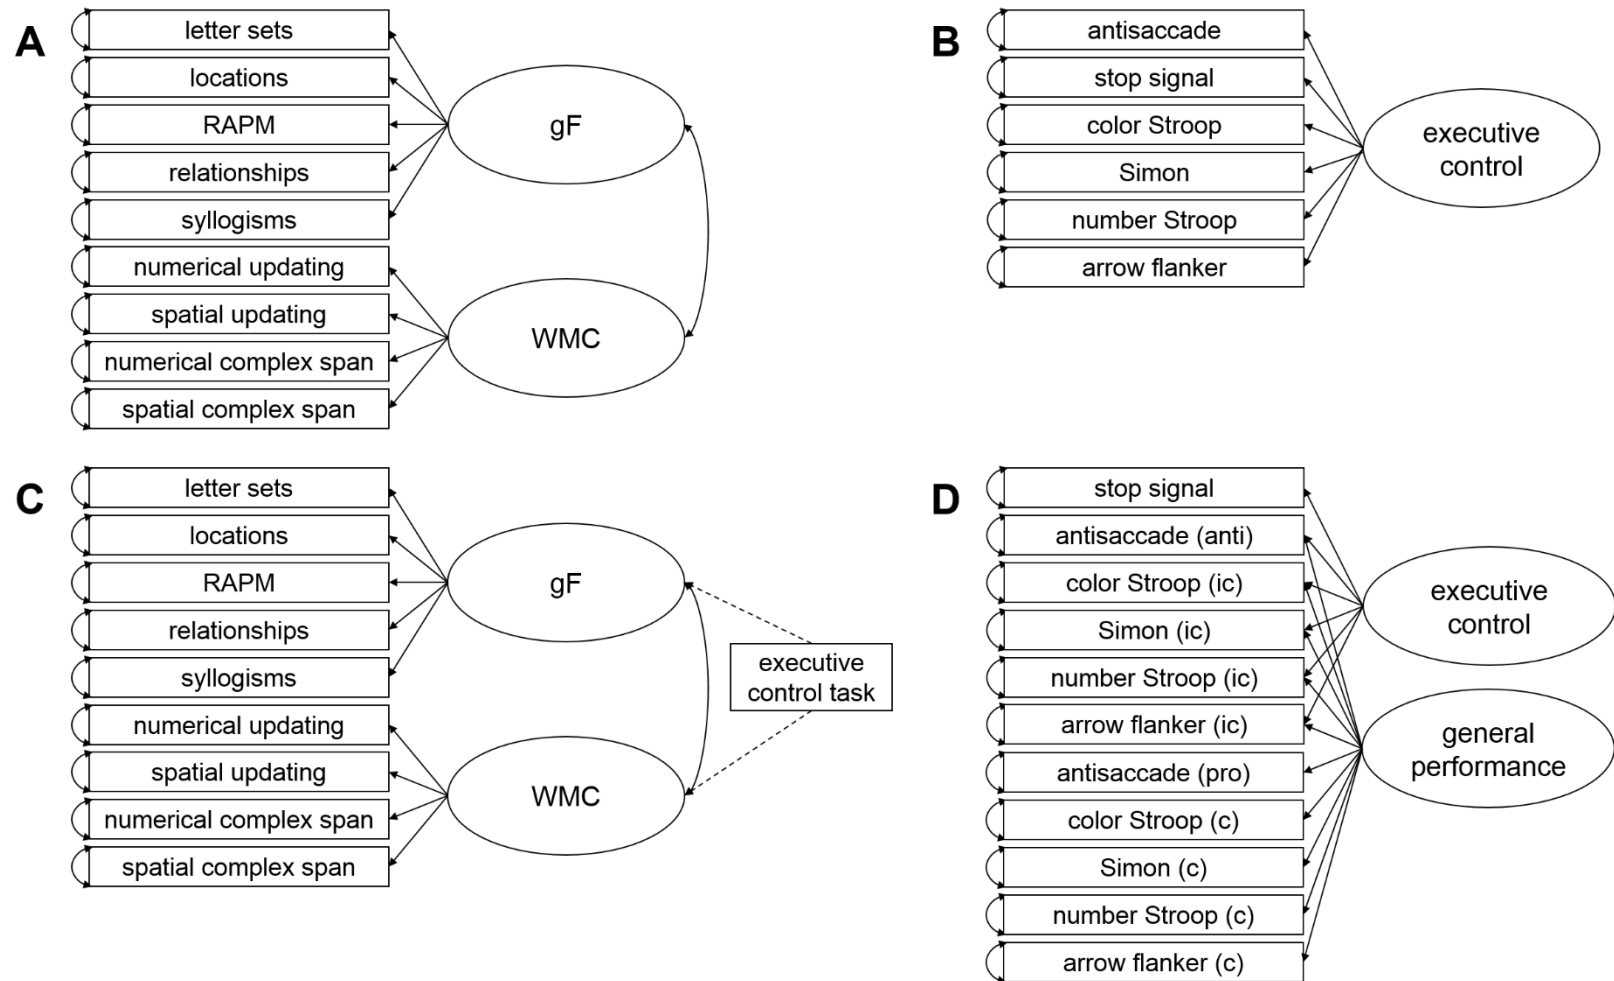 A
letter sets
locations
RAPM
relationships
syllogisms
numerical updating
spatial updating
numerical complex span
spatial complex span
gF
WMC
B
antisaccade
stop signal
color Stroop
Simon
number Stroop
arrow flanker
executive
control
C
letter sets
locations
RAPM
relationships
syllogisms
numerical updating
spatial updating
numerical complex span
spatial complex span
gF
WMC
executive
control task
D
stop signal
antisaccade (anti)
color Stroop (ic)
Simon (ic)
number Stroop (ic)
arrow flanker (ic)
antisaccade (pro)
color Stroop (c)
Simon (c)
number Stroop (c)
arrow flanker (c)
executive
control
general
performance